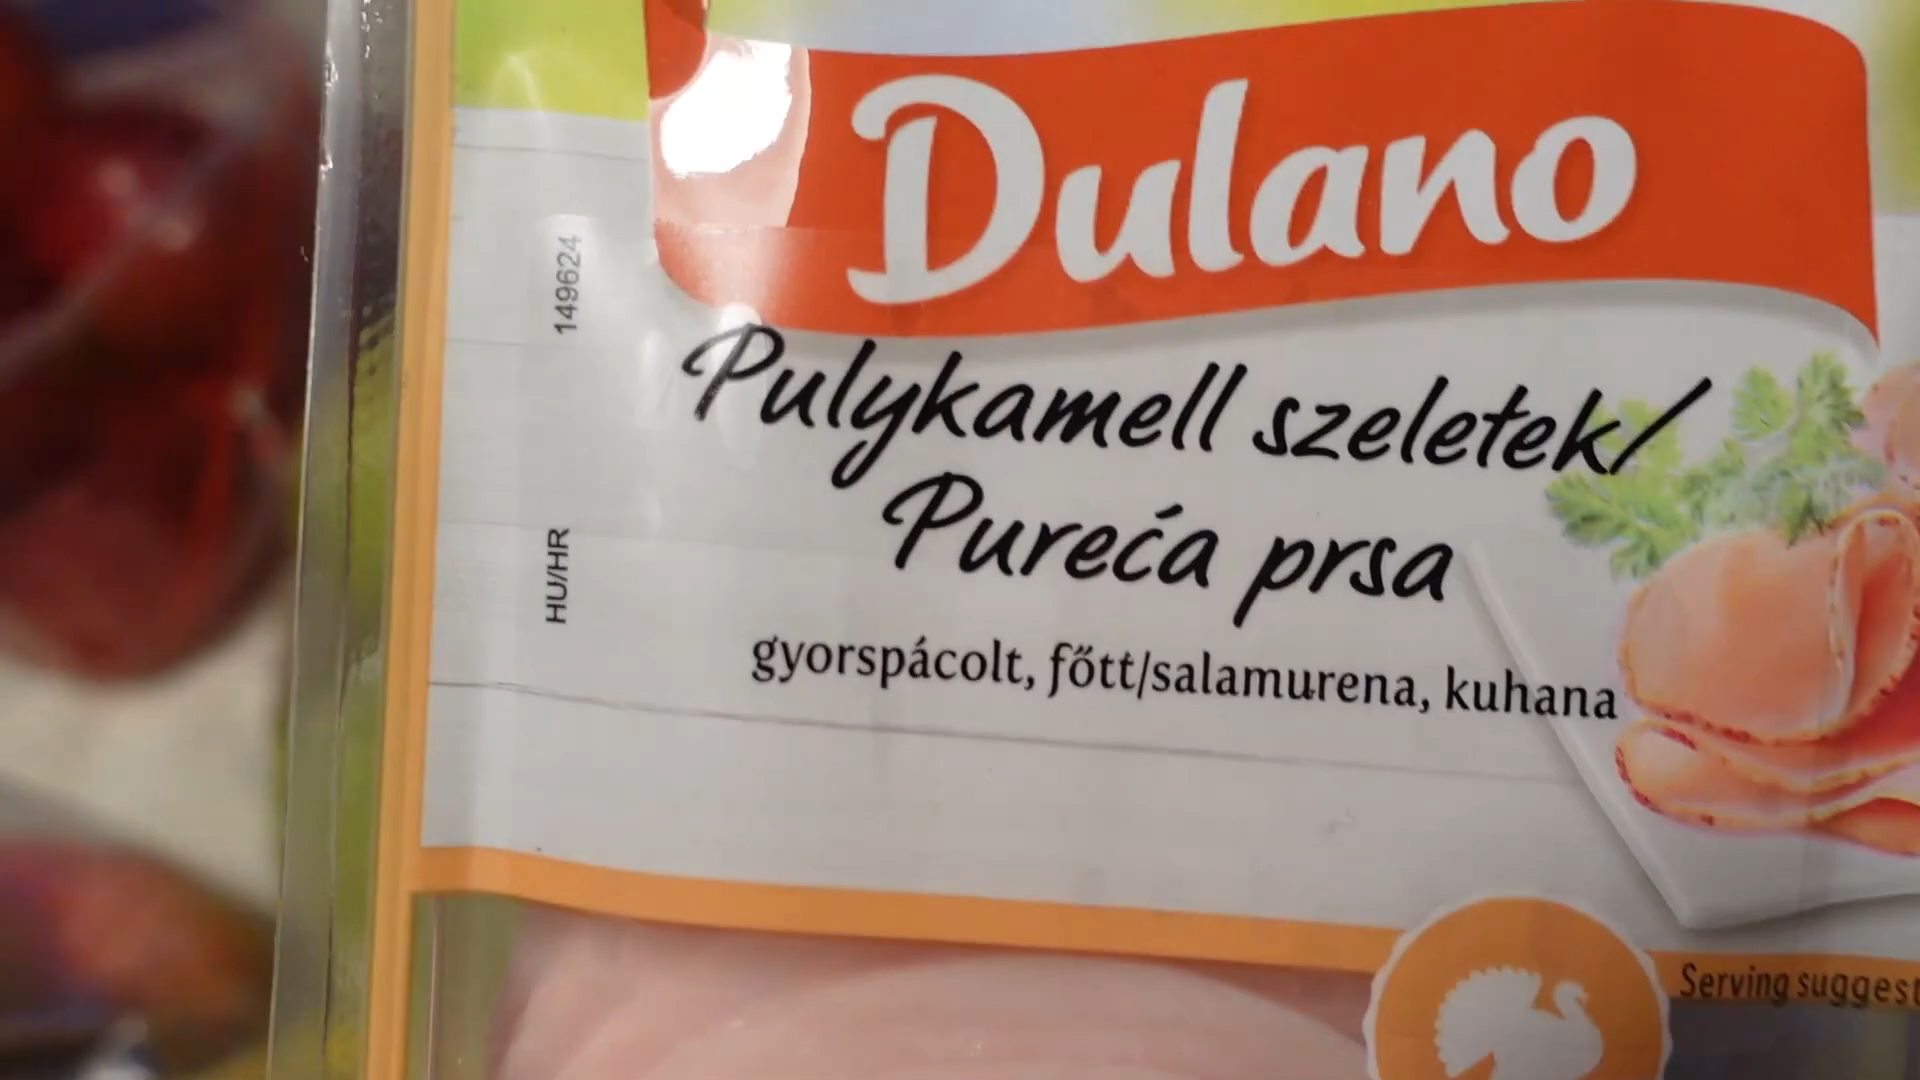 Dulano
149624
Pulykamell szeletek/
Pureća prsa
HU/HR
gyorspácolt, főtt/salamurena, kuhana
Serving suggest